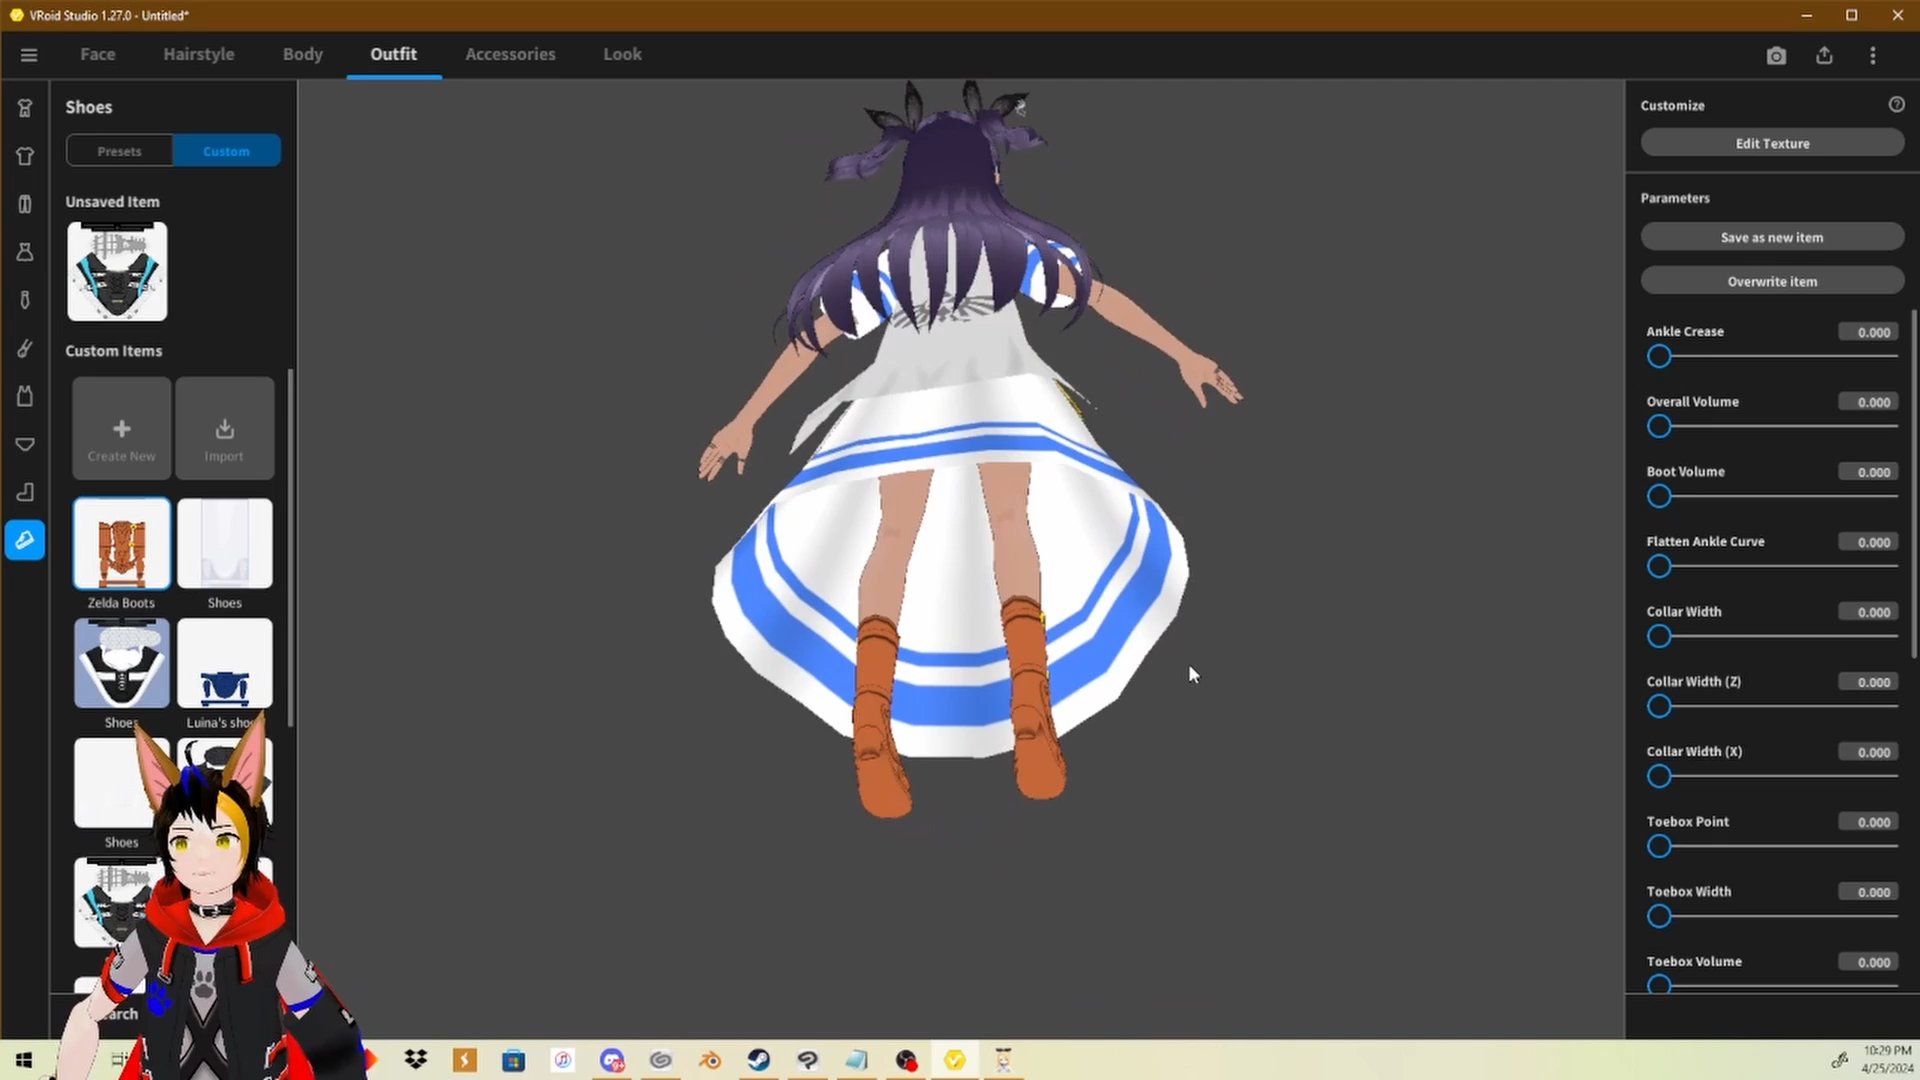 VRoid Studio 1.27.0 - Untitled*
Face
Hairstyle
Body
Outfit
Accessories
Look
Shoes
Presets
Custom
Unsaved Item
Custom Items
Create New
Import
Zelda Boots
Shoes
Shoes
Luina's sho
Shoes
arch
Customize
Edit Texture
Parameters
Save as new item
Overwrite item
Ankle Crease
0.000
Overall Volume
0.000
Boot Volume
0.000
Flatten Ankle Curve
0.000
Collar Width
0.000
Collar Width (Z)
0.000
Collar Width (X)
0.000
Toebox Point
0.000
Toebox Width
0.000
Toebox Volume
0.000
10:29 PM
4/25/2024